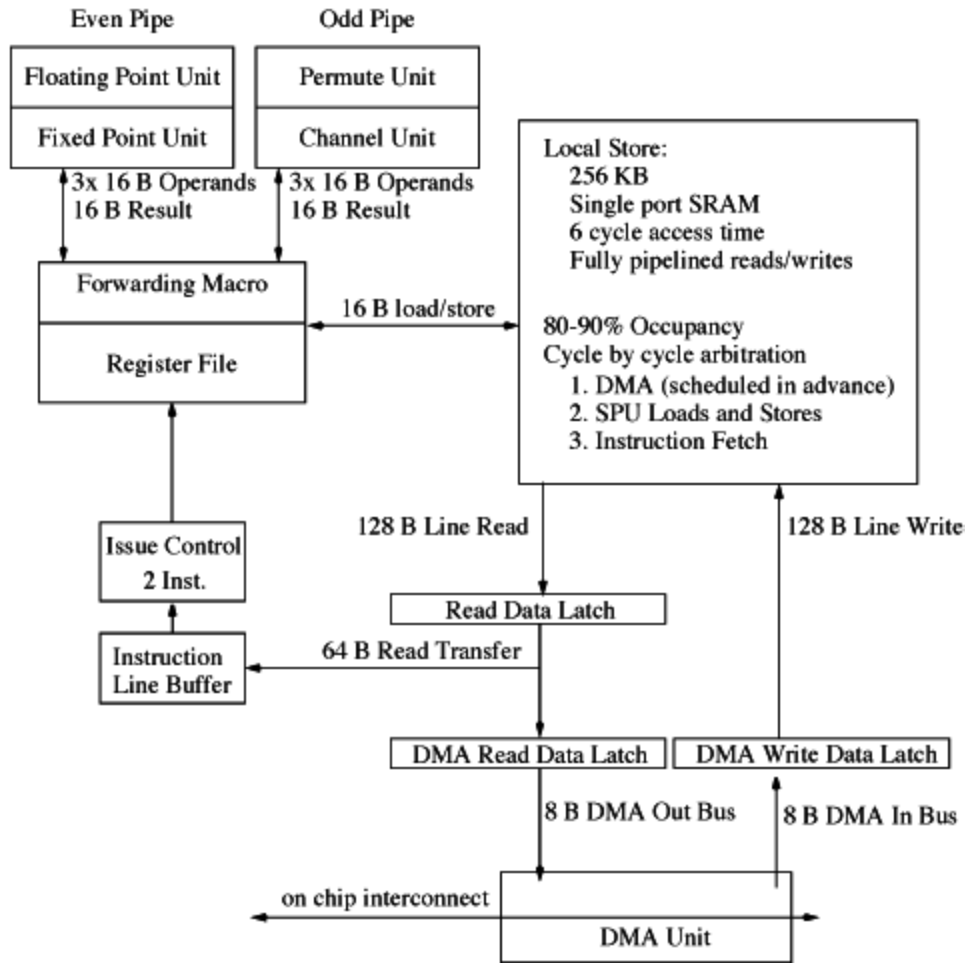 Even Pipe
Odd Pipe
Floating Point Unit
Fixed Point Unit
Permute Unit
Channel Unit
3x 16 B Operands
16 B Result
3x 16 B Operands
16 B Result
Local Store:
256 KB
Single port SRAM
6 cycle access time
Fully pipelined reads/writes
80-90% Occupancy
Cycle by cycle arbitration
1. DMA (scheduled in advance)
2. SPU Loads and Stores
3. Instruction Fetch
Forwarding Macro
Register File
16 B load/store
128 B Line Read
128 B Line Write
Issue Control
2 Inst.
Read Data Latch
64 B Read Transfer
Instruction
Line Buffer
DMA Read Data Latch
DMA Write Data Latch
8 B DMA Out Bus
8 B DMA In Bus
on chip interconnect
DMA Unit